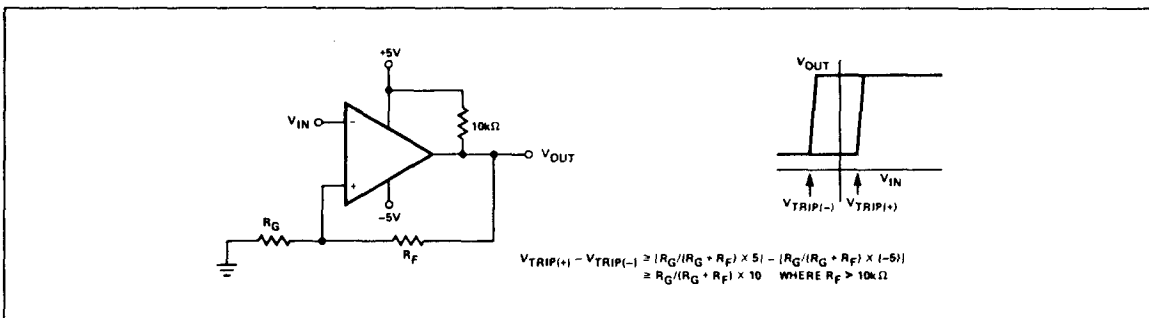 +5V
V_IN
-
10kΩ
V_OUT
+
-5V
R_G
R_F
V_OUT
V_IN
V_TRIP(-) V_TRIP(+)
V_TRIP(+) - V_TRIP(-) ≥ [R_G/(R_G + R_F) × 5] - [R_G/(R_G + R_F) × (-5)]
≥ R_G/(R_G + R_F) × 10 WHERE R_F > 10kΩ